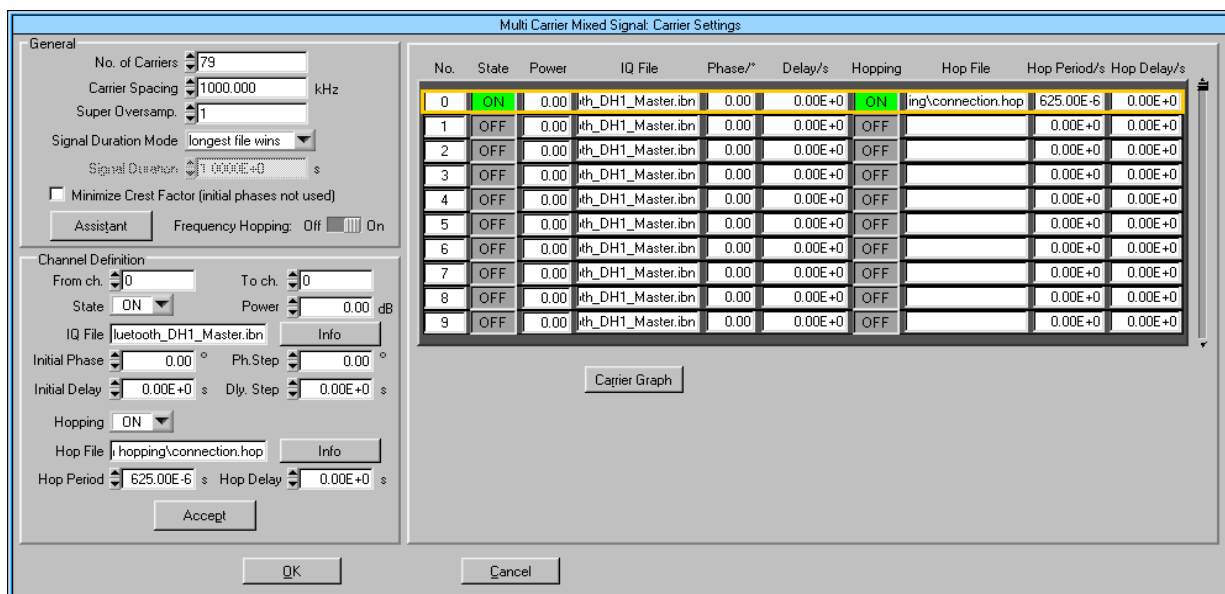 Multi Carrier Mixed Signal: Carrier Settings
General
No. of Carriers 79
Carrier Spacing 1000.000 kHz
Super Oversamp. 1
Signal Duration Mode longest file wins
Signal Duration 1.0000E+0 s
Minimize Crest Factor (initial phases not used)
Assistant Frequency Hopping: Off On
Channel Definition
From ch. 0 To ch. 0
State ON Power 0.00 dB
IQ File luetooth_DH1_Master.ibn Info
Initial Phase 0.00 ° Ph.Step 0.00 °
Initial Delay 0.00E+0 s Dly. Step 0.00E+0 s
Hopping ON
Hop File hopping\connection.hop Info
Hop Period 625.00E-6 s Hop Delay 0.00E+0 s
Accept
OK
Cancel
No. State Power IQ File Phase/° Delay/s Hopping Hop File Hop Period/s Hop Delay/s
0 ON 0.00 th_DH1_Master.ibn 0.00 0.00E+0 ON ing\connection.hop 625.00E-6 0.00E+0
1 OFF 0.00 th_DH1_Master.ibn 0.00 0.00E+0 OFF 0.00E+0 0.00E+0
2 OFF 0.00 th_DH1_Master.ibn 0.00 0.00E+0 OFF 0.00E+0 0.00E+0
3 OFF 0.00 th_DH1_Master.ibn 0.00 0.00E+0 OFF 0.00E+0 0.00E+0
4 OFF 0.00 th_DH1_Master.ibn 0.00 0.00E+0 OFF 0.00E+0 0.00E+0
5 OFF 0.00 th_DH1_Master.ibn 0.00 0.00E+0 OFF 0.00E+0 0.00E+0
6 OFF 0.00 th_DH1_Master.ibn 0.00 0.00E+0 OFF 0.00E+0 0.00E+0
7 OFF 0.00 th_DH1_Master.ibn 0.00 0.00E+0 OFF 0.00E+0 0.00E+0
8 OFF 0.00 th_DH1_Master.ibn 0.00 0.00E+0 OFF 0.00E+0 0.00E+0
9 OFF 0.00 th_DH1_Master.ibn 0.00 0.00E+0 OFF 0.00E+0 0.00E+0
Carrier Graph